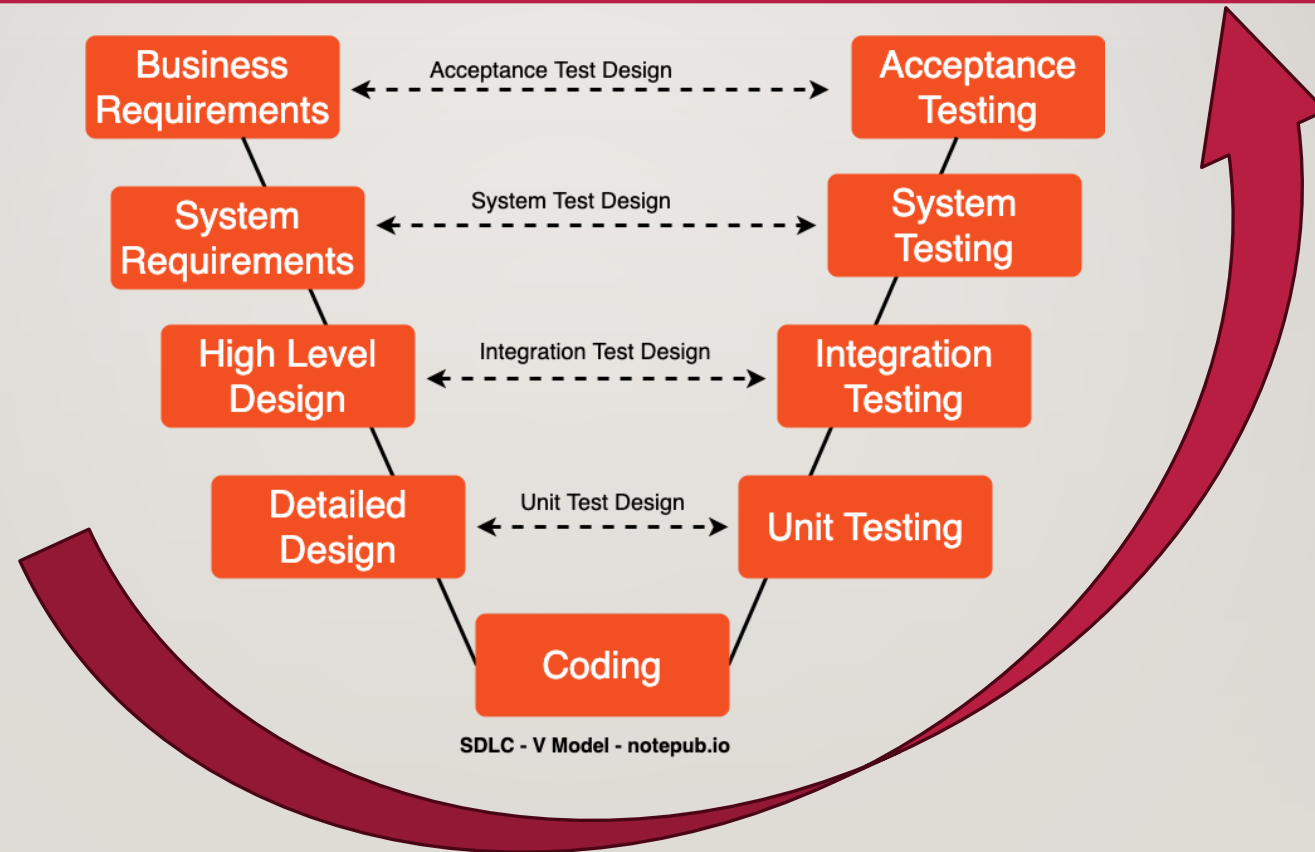 Business
Requirements
Acceptance Test Design
Acceptance
Testing
System
Requirements
System Test Design
System
Testing
High Level
Design
Integration Test Design
Integration
Testing
Detailed
Design
Unit Test Design
Unit Testing
Coding
SDLC - V Model - notepub.io